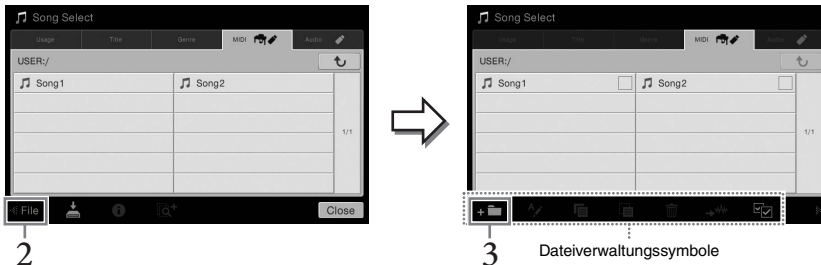 Song Select
Usage Title Genre MIDI Audio
USER:/
Song1 Song2
1/1
File Close
2
Song Select
Usage Title Genre MIDI Audio
USER:/
Song1 Song2
1/1
3
Dateiverwaltungssymbole